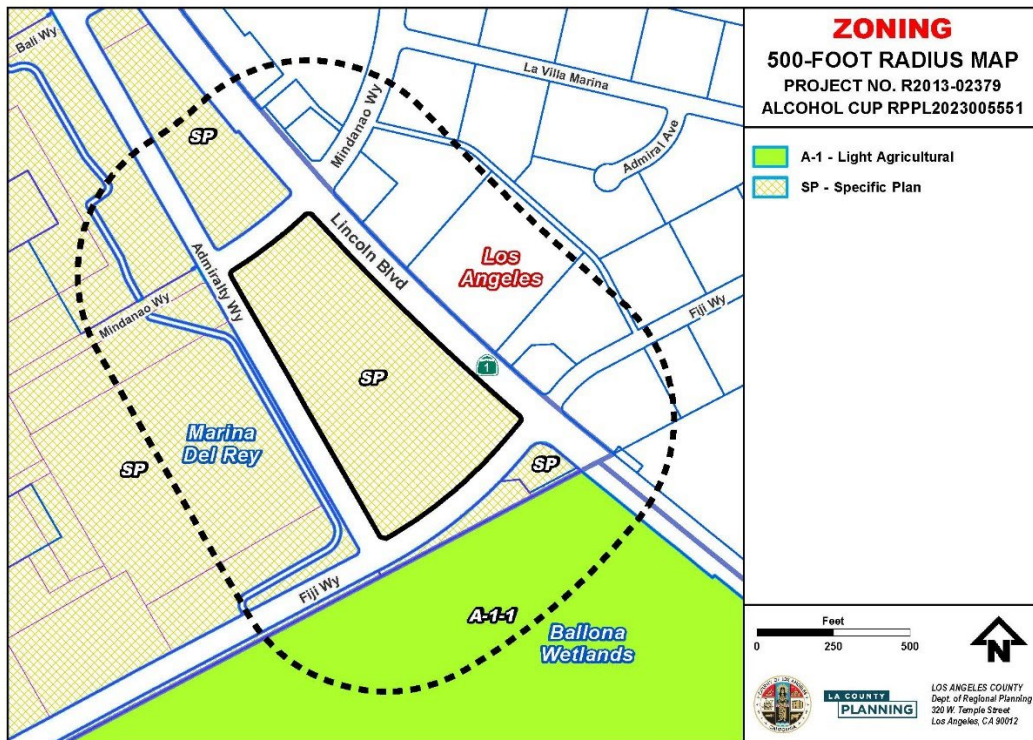 Bali Wy
SP
Mindanao Wy
La Villa Marina
Admiral Ave
Lincoln Blvd
Los
Angeles
Admiralty Wy
Mindanao Wy
Fiji Wy
1
SP
Marina
Del Rey
SP
SP
Fiji Wy
A-1-1
Ballona
Wetlands
ZONING
500-FOOT RADIUS MAP
PROJECT NO. R2013-02379
ALCOHOL CUP RPPL2023005551
A-1 - Light Agricultural
SP - Specific Plan
Feet
0 250 500
N
LA COUNTY
PLANNING
LOS ANGELES COUNTY
Dept. of Regional Planning
320 W. Temple Street
Los Angeles, CA 90012